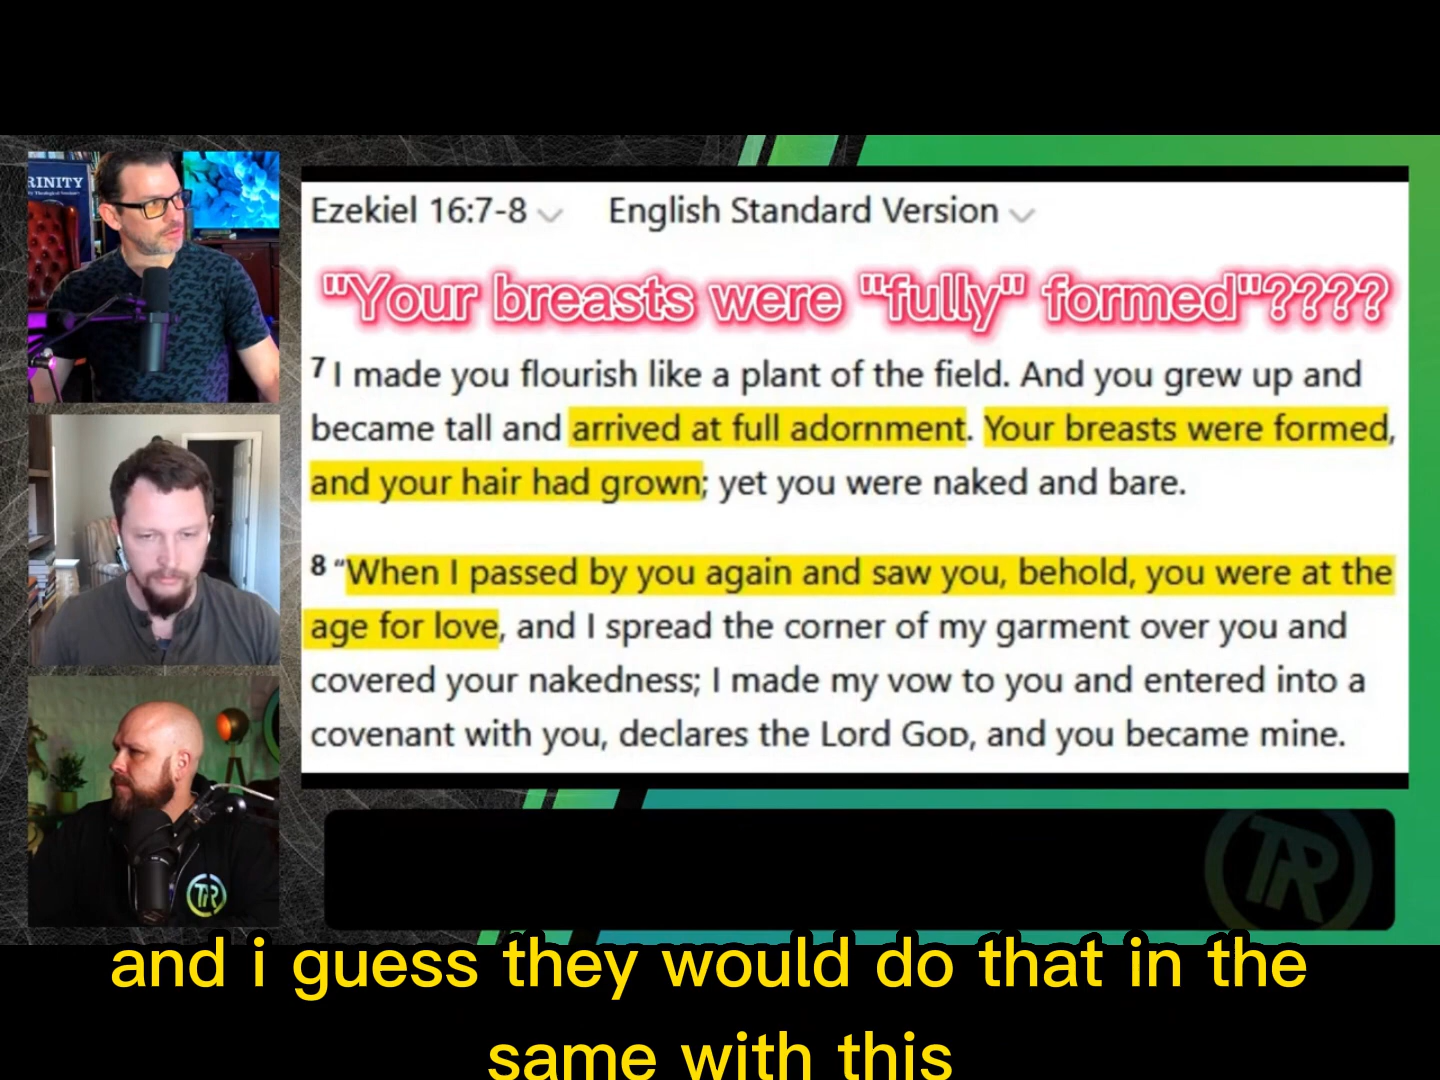 RINITY
Ezekiel 16:7-8 English Standard Version
"Your breasts were "fully" formed"????
7 I made you flourish like a plant of the field. And you grew up and
became tall and arrived at full adornment. Your breasts were formed,
and your hair had grown; yet you were naked and bare.
8 “When I passed by you again and saw you, behold, you were at the
age for love, and I spread the corner of my garment over you and
covered your nakedness; I made my vow to you and entered into a
covenant with you, declares the Lord GOD, and you became mine.
TR
TR
and i guess they would do that in the
same with this